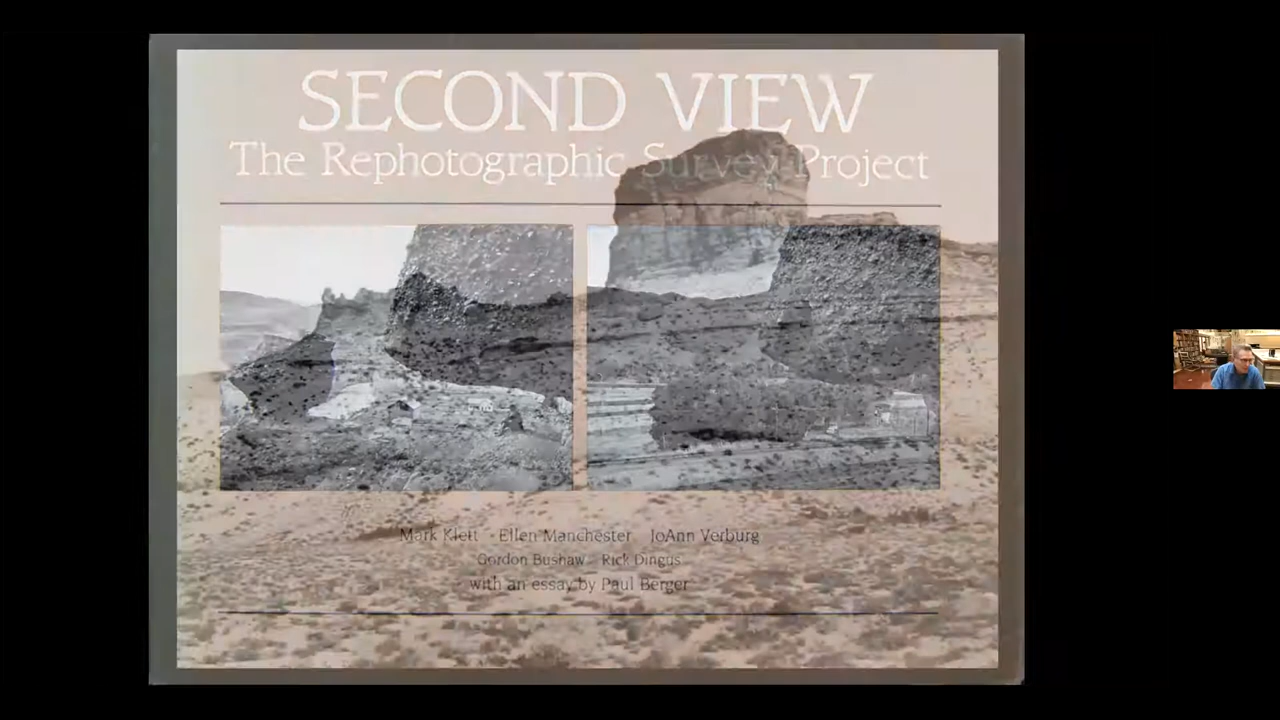 SECOND VIEW
The Rephotographic Survey Project
Mark Klett Ellen Manchester JoAnn Verburg
Gordon Bushaw Rick Dingus
with an essay by Paul Berger